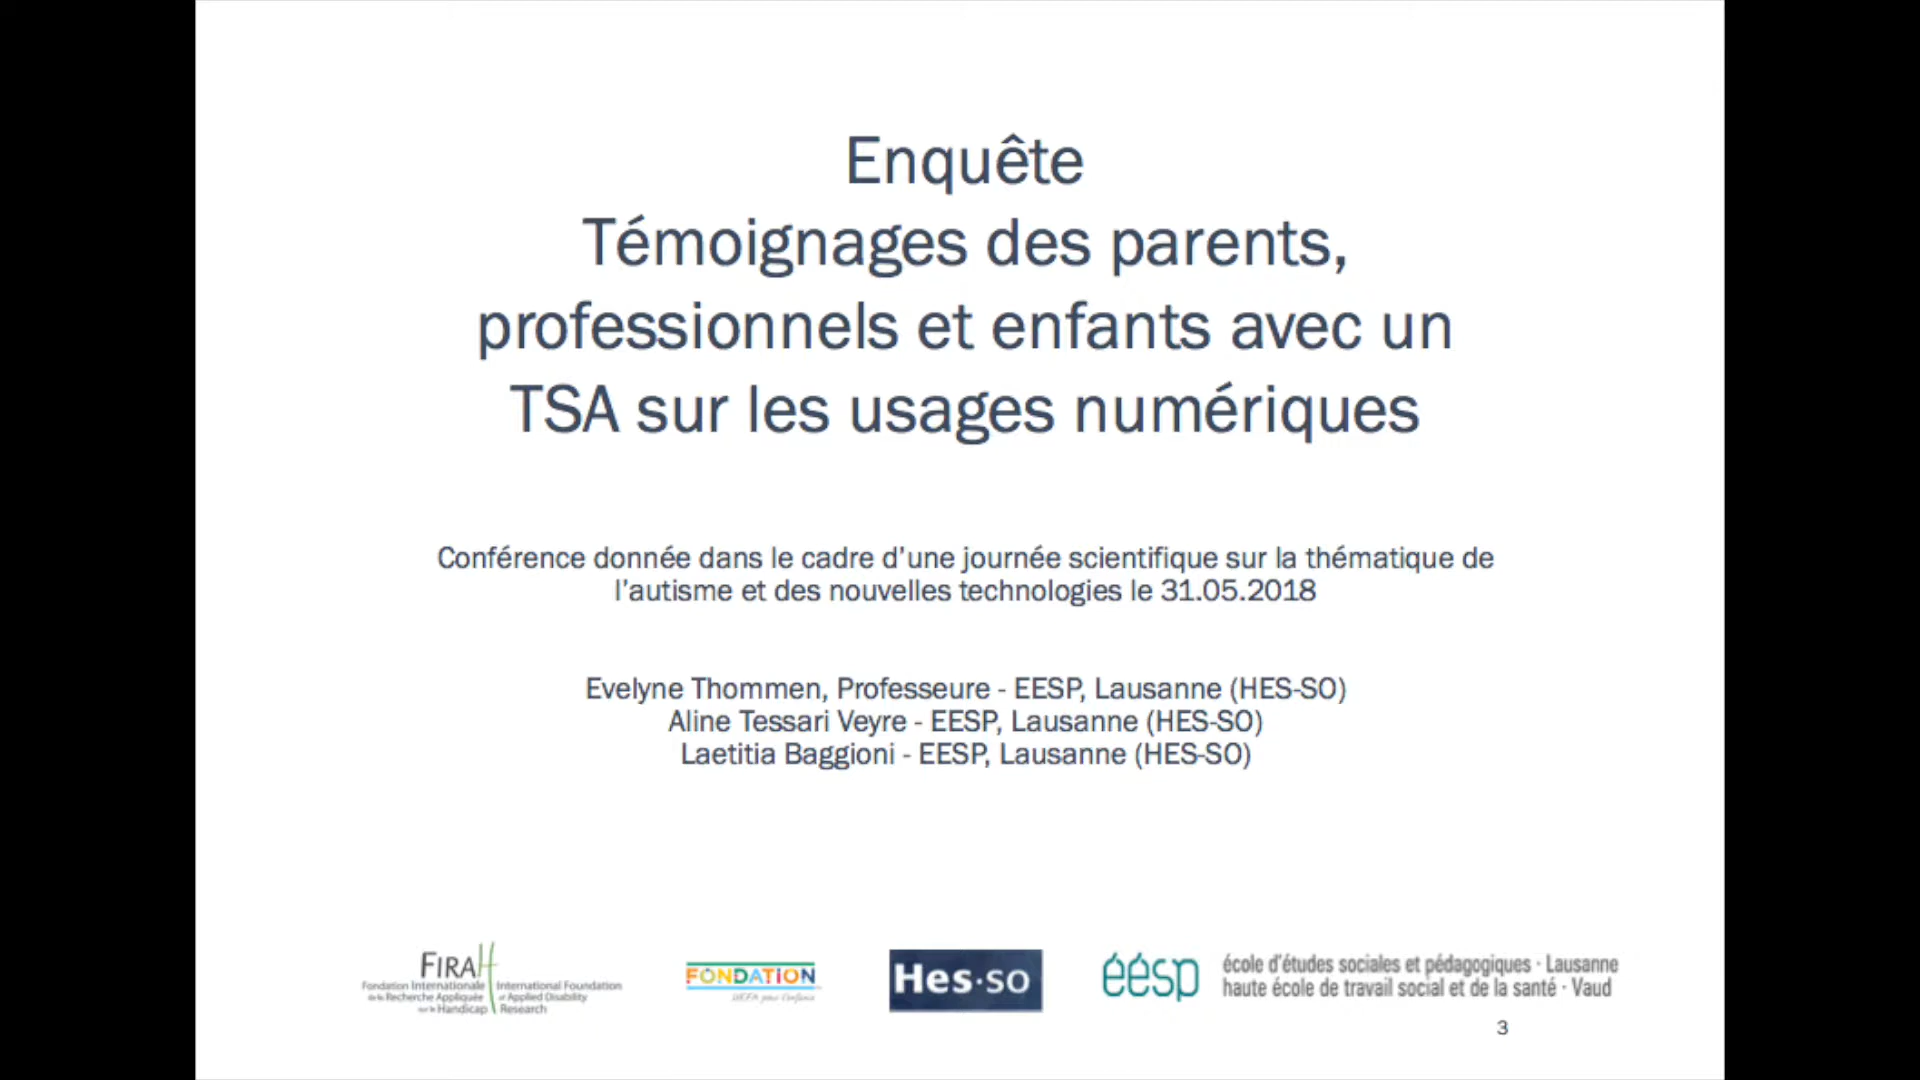 Enquête
Témoignages des parents,
professionnels et enfants avec un
TSA sur les usages numériques
Conférence donnée dans le cadre d’une journée scientifique sur la thématique de
l’autisme et des nouvelles technologies le 31.05.2018
Evelyne Thommen, Professeure - EESP, Lausanne (HES-SO)
Aline Tessari Veyre - EESP, Lausanne (HES-SO)
Laetitia Baggioni - EESP, Lausanne (HES-SO)
FIRAH
Fondation Internationale
de la Recherche Appliquée
sur le Handicap
International Foundation
of Applied Disability
Research
FONDATION
pour l'enfance
Hes·so
éésp
école d'études sociales et pédagogiques · Lausanne
haute école de travail social et de la santé · Vaud
3